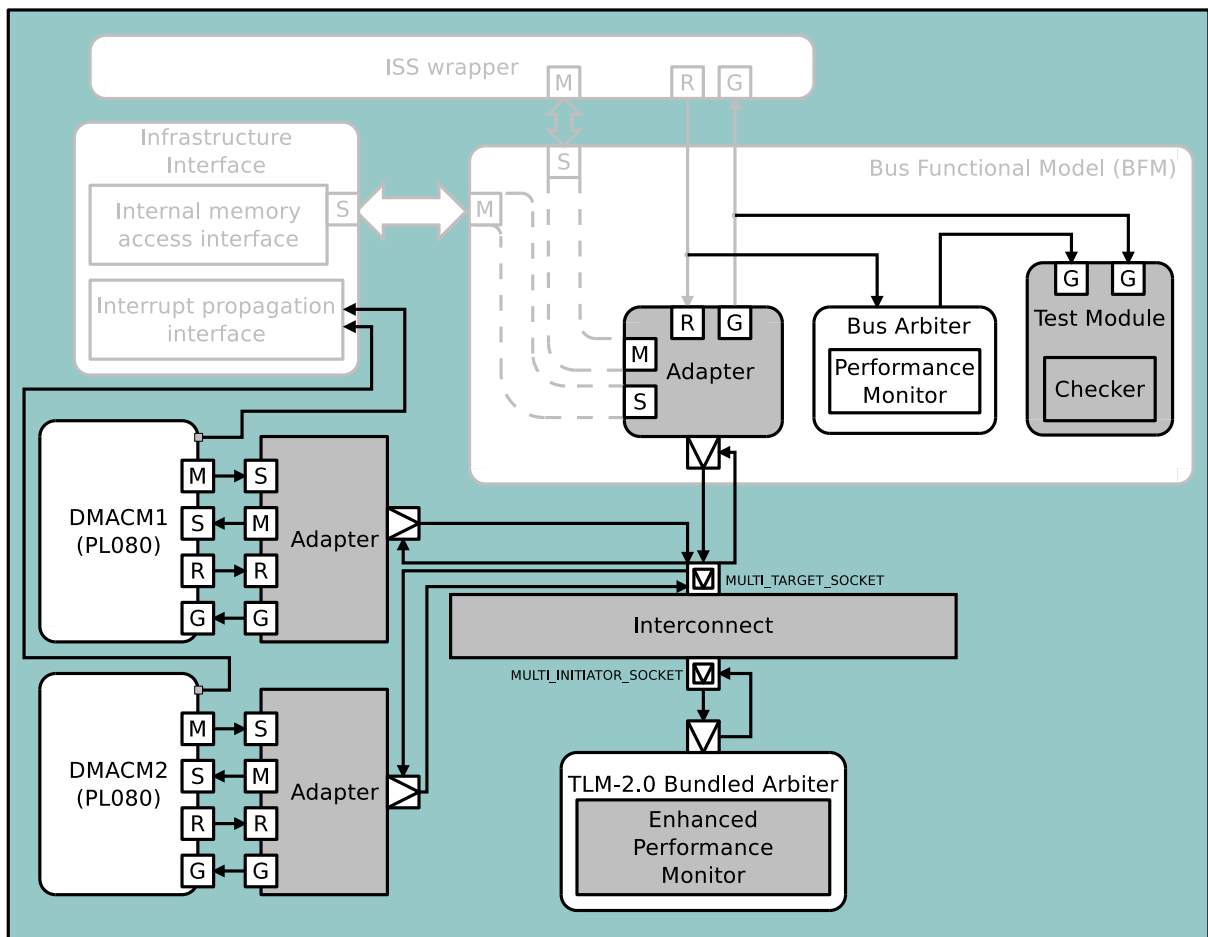 ISS wrapper
M
R
G
Infrastructure
Interface
Internal memory
access interface
S
Interrupt propagation
interface
M
S
Bus Functional Model (BFM)
R
G
M
S
Adapter
Bus Arbiter
Performance
Monitor
G
G
Test Module
Checker
DMACM1
(PL080)
M
S
R
G
S
M
R
G
Adapter
MULTI_TARGET_SOCKET
Interconnect
MULTI_INITIATOR_SOCKET
DMACM2
(PL080)
M
S
R
G
S
M
R
G
Adapter
TLM-2.0 Bundled Arbiter
Enhanced
Performance
Monitor